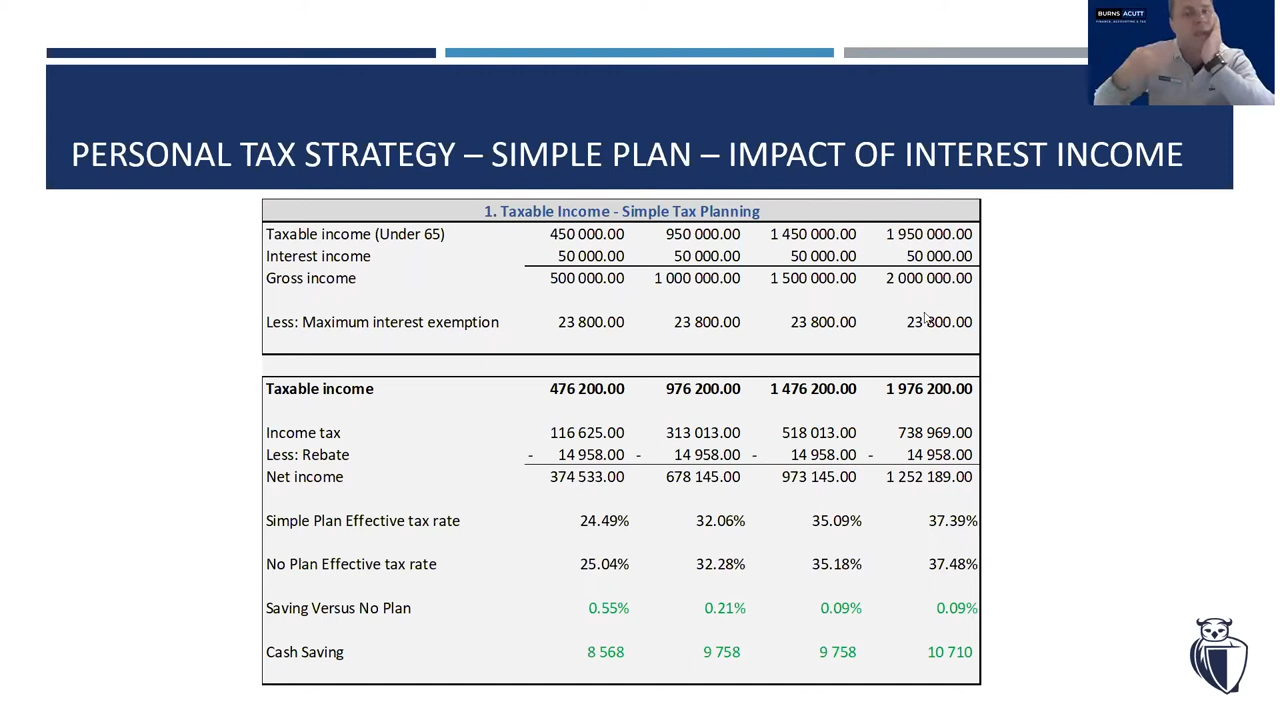 BURNS ACUTT
FINANCE, ACCOUNTING & TAX
PERSONAL TAX STRATEGY – SIMPLE PLAN – IMPACT OF INTEREST INCOME
1. Taxable Income - Simple Tax Planning
Taxable income (Under 65) 450 000.00 950 000.00 1 450 000.00 1 950 000.00
Interest income 50 000.00 50 000.00 50 000.00 50 000.00
Gross income 500 000.00 1 000 000.00 1 500 000.00 2 000 000.00
Less: Maximum interest exemption 23 800.00 23 800.00 23 800.00 23 800.00
Taxable income 476 200.00 976 200.00 1 476 200.00 1 976 200.00
Income tax 116 625.00 313 013.00 518 013.00 738 969.00
Less: Rebate - 14 958.00 - 14 958.00 - 14 958.00 - 14 958.00
Net income 374 533.00 678 145.00 973 145.00 1 252 189.00
Simple Plan Effective tax rate 24.49% 32.06% 35.09% 37.39%
No Plan Effective tax rate 25.04% 32.28% 35.18% 37.48%
Saving Versus No Plan 0.55% 0.21% 0.09% 0.09%
Cash Saving 8 568 9 758 9 758 10 710